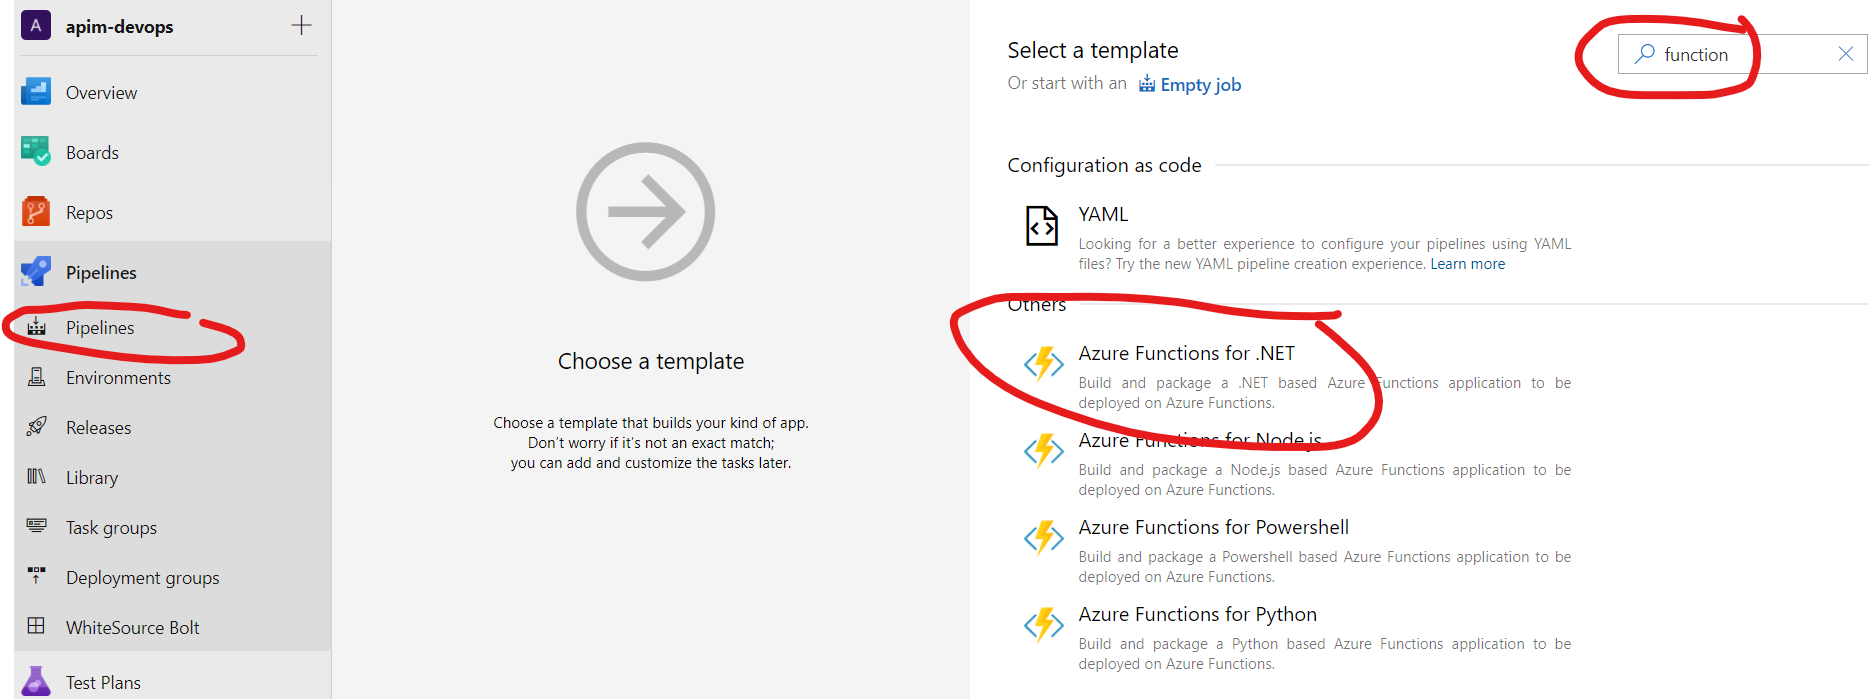 A apim-devops
Overview
Boards
Repos
Pipelines
Pipelines
Environments
Releases
Library
Task groups
Deployment groups
WhiteSource Bolt
Test Plans
Choose a template
Choose a template that builds your kind of app.
Don't worry if it's not an exact match;
you can add and customize the tasks later.
Select a template
Or start with an Empty job
function
Configuration as code
YAML
Looking for a better experience to configure your pipelines using YAML
files? Try the new YAML pipeline creation experience. Learn more
Others
Azure Functions for .NET
Build and package a .NET based Azure Functions application to be
deployed on Azure Functions.
Azure Functions for Node.js
Build and package a Node.js based Azure Functions application to be
deployed on Azure Functions.
Azure Functions for Powershell
Build and package a Powershell based Azure Functions application to be
deployed on Azure Functions.
Azure Functions for Python
Build and package a Python based Azure Functions application to be
deployed on Azure Functions.